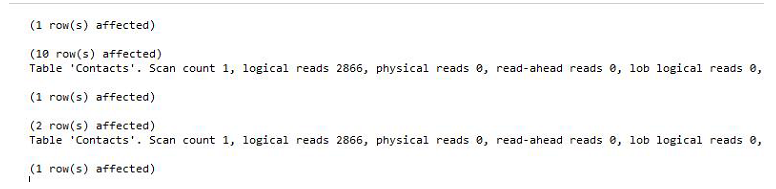 (1 row(s) affected)
(10 row(s) affected)
Table 'Contacts'. Scan count 1, logical reads 2866, physical reads 0, read-ahead reads 0, lob logical reads 0,
(1 row(s) affected)
(2 row(s) affected)
Table 'Contacts'. Scan count 1, logical reads 2866, physical reads 0, read-ahead reads 0, lob logical reads 0,
(1 row(s) affected)